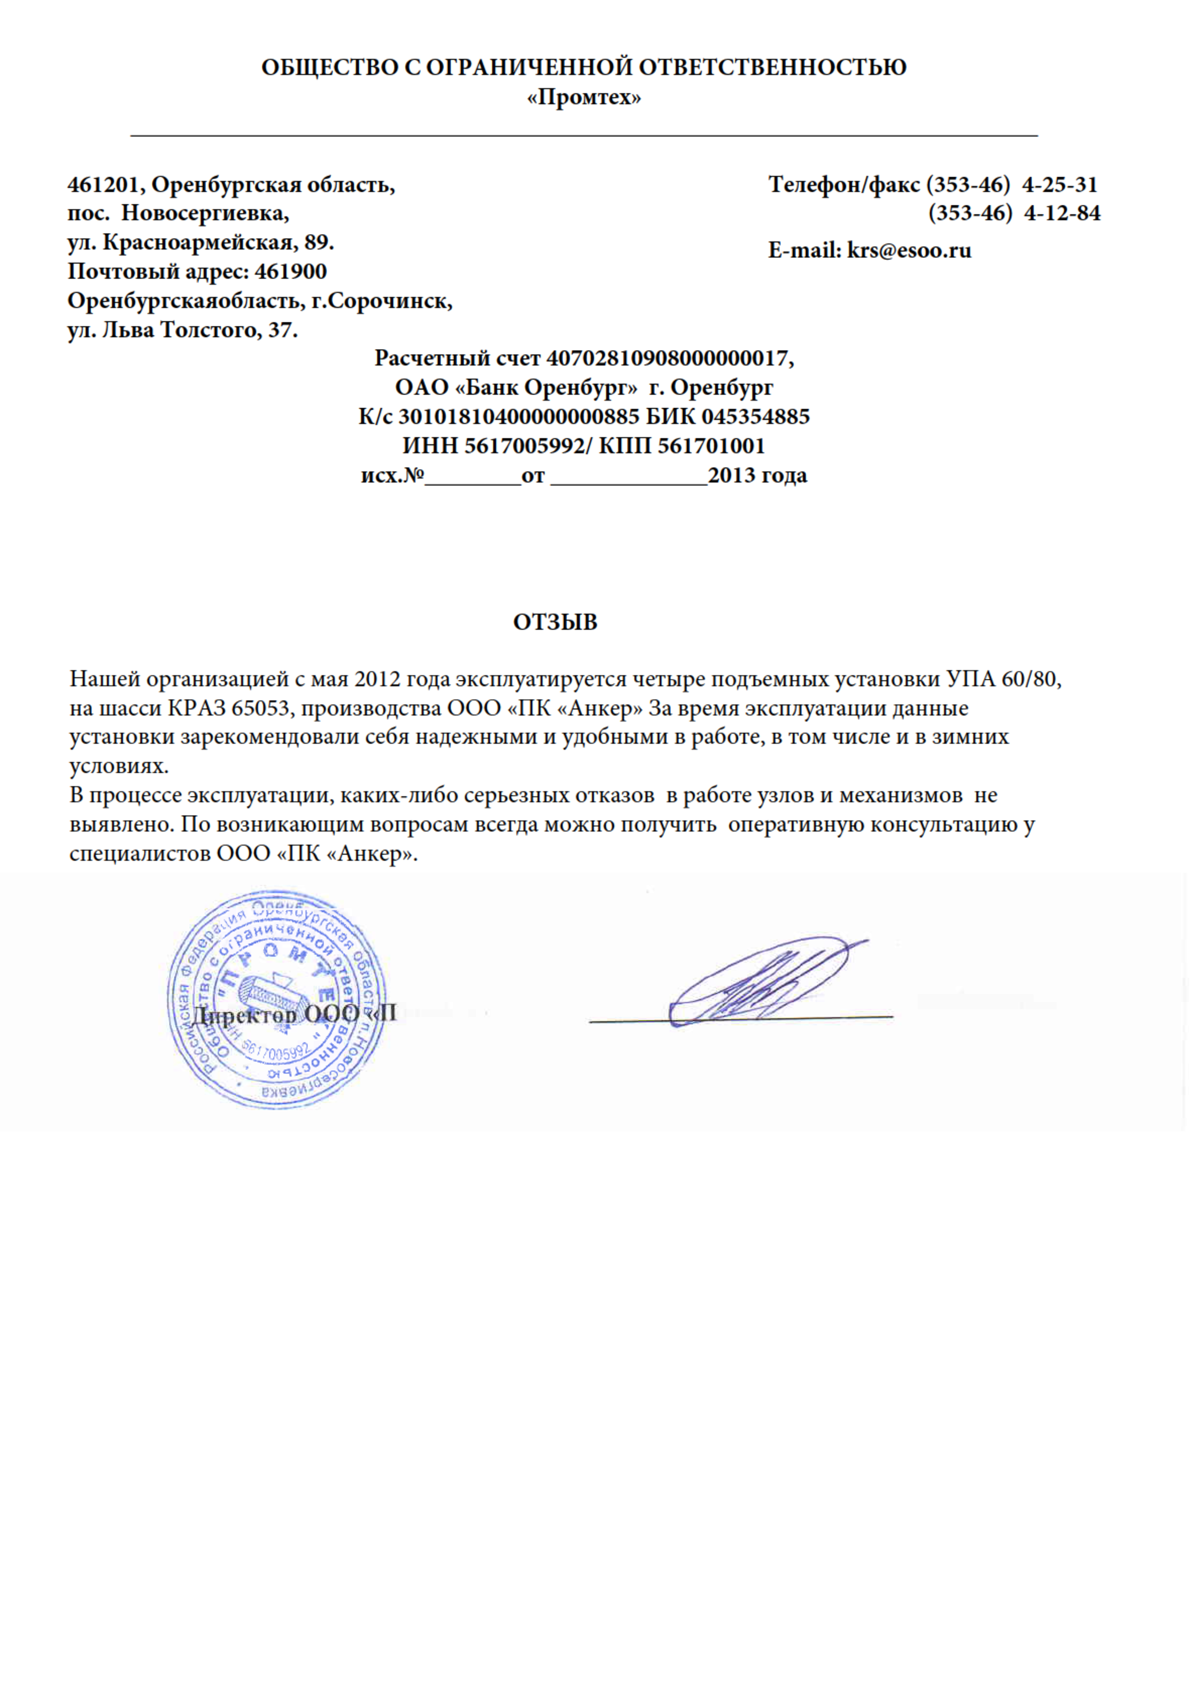 ОБЩЕСТВО С ОГРАНИЧЕННОЙ ОТВЕТСТВЕННОСТЬЮ
«Промтех»
461201, Оренбургская область,
пос.  Новосергиевка,
ул. Красноармейская, 89.
Почтовый адрес: 461900
Оренбургскаяобласть, г.Сорочинск,
ул. Льва Толстого, 37.
Телефон/факс (353-46)  4-25-31
(353-46)  4-12-84
E-mail: krs@esoo.ru
Расчетный счет 40702810908000000017,
ОАО «Банк Оренбург»  г. Оренбург
К/с 30101810400000000885 БИК 045354885
ИНН 5617005992/ КПП 561701001
исх.№_________от _______________2013 года
ОТЗЫВ
Нашей организацией с мая 2012 года эксплуатируется четыре подъемных установки УПА 60/80,
на шасси КРАЗ 65053, производства ООО «ПК «Анкер» За время эксплуатации данные
установки зарекомендовали себя надежными и удобными в работе, в том числе и в зимних
условиях.
В процессе эксплуатации, каких-либо серьезных отказов  в работе узлов и механизмов  не
выявлено. По возникающим вопросам всегда можно получить  оперативную консультацию у
специалистов ООО «ПК «Анкер».
Российская Федерация Оренбургская область п.Новосергиевка
Общество с ограниченной ответственностью
"ПРОМТЕХ"
ИНН 5617005992
Директор ООО «П